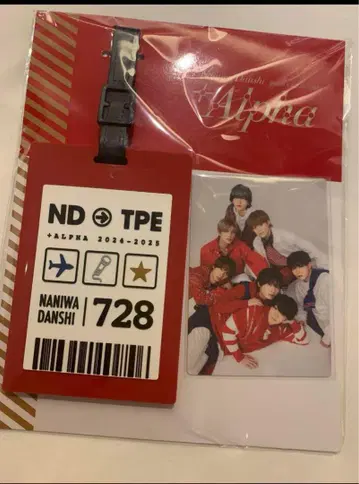 +Alpha
ND → TPE
+ALPHA 2024-2025
NANIWA
DANSHI
728